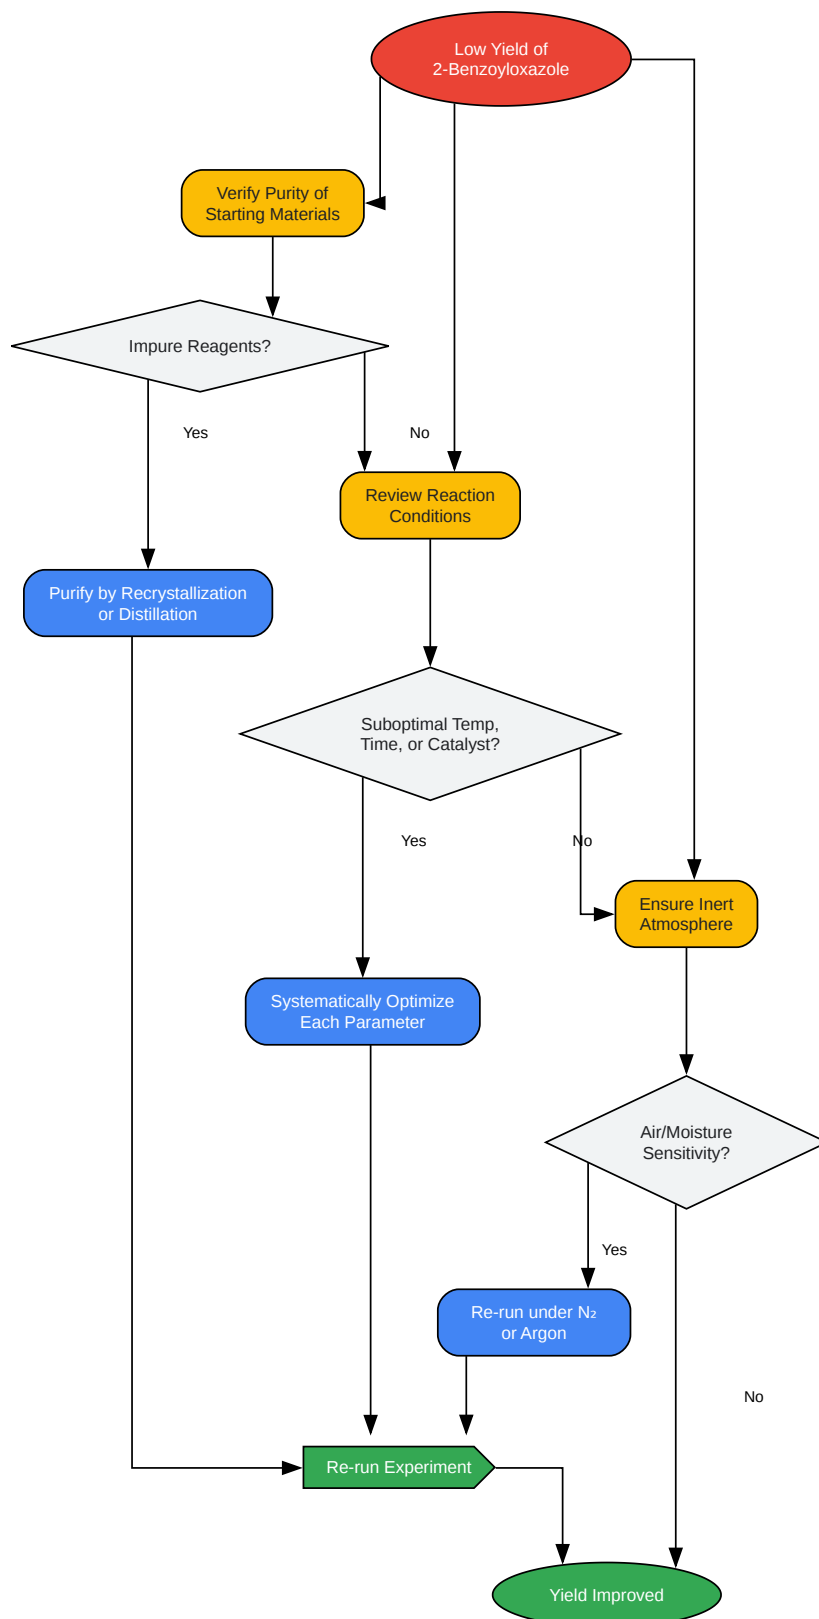 Low Yield of
2-Benzoyloxazole
Verify Purity of
Starting Materials
Impure Reagents?
Yes
No
Review Reaction
Conditions
Purify by Recrystallization
or Distillation
Suboptimal Temp,
Time, or Catalyst?
Yes
No
Ensure Inert
Atmosphere
Systematically Optimize
Each Parameter
Air/Moisture
Sensitivity?
Yes
Re-run under N₂
or Argon
No
Re-run Experiment
Yield Improved